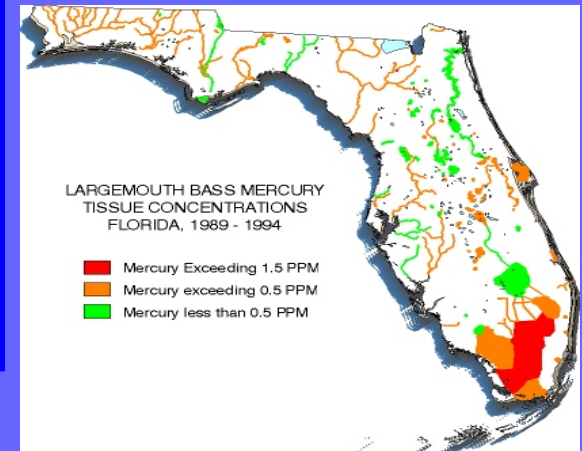 LARGEMOUTH BASS MERCURY
TISSUE CONCENTRATIONS
FLORIDA, 1989 - 1994
Mercury Exceeding 1.5 PPM
Mercury exceeding 0.5 PPM
Mercury less than 0.5 PPM